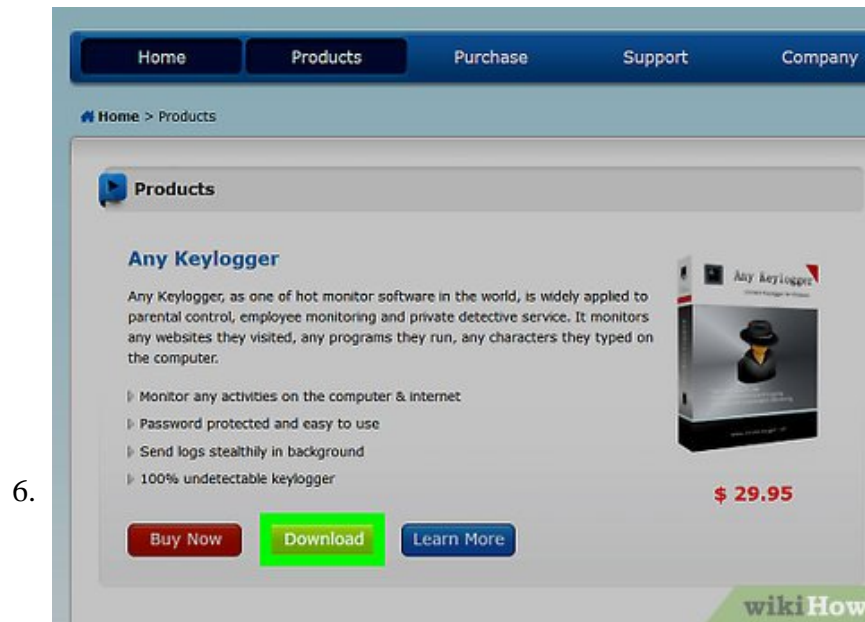 Home Products Purchase Support Company
Home > Products
Products
Any Keylogger
Any Keylogger, as one of hot monitor software in the world, is widely applied to
parental control, employee monitoring and private detective service. It monitors
any websites they visited, any programs they run, any characters they typed on
the computer.
Monitor any activities on the computer & internet
Password protected and easy to use
Send logs stealthily in background
100% undetectable keylogger
Any Keylogger
6.
$ 29.95
Buy Now Download Learn More
wikiHow